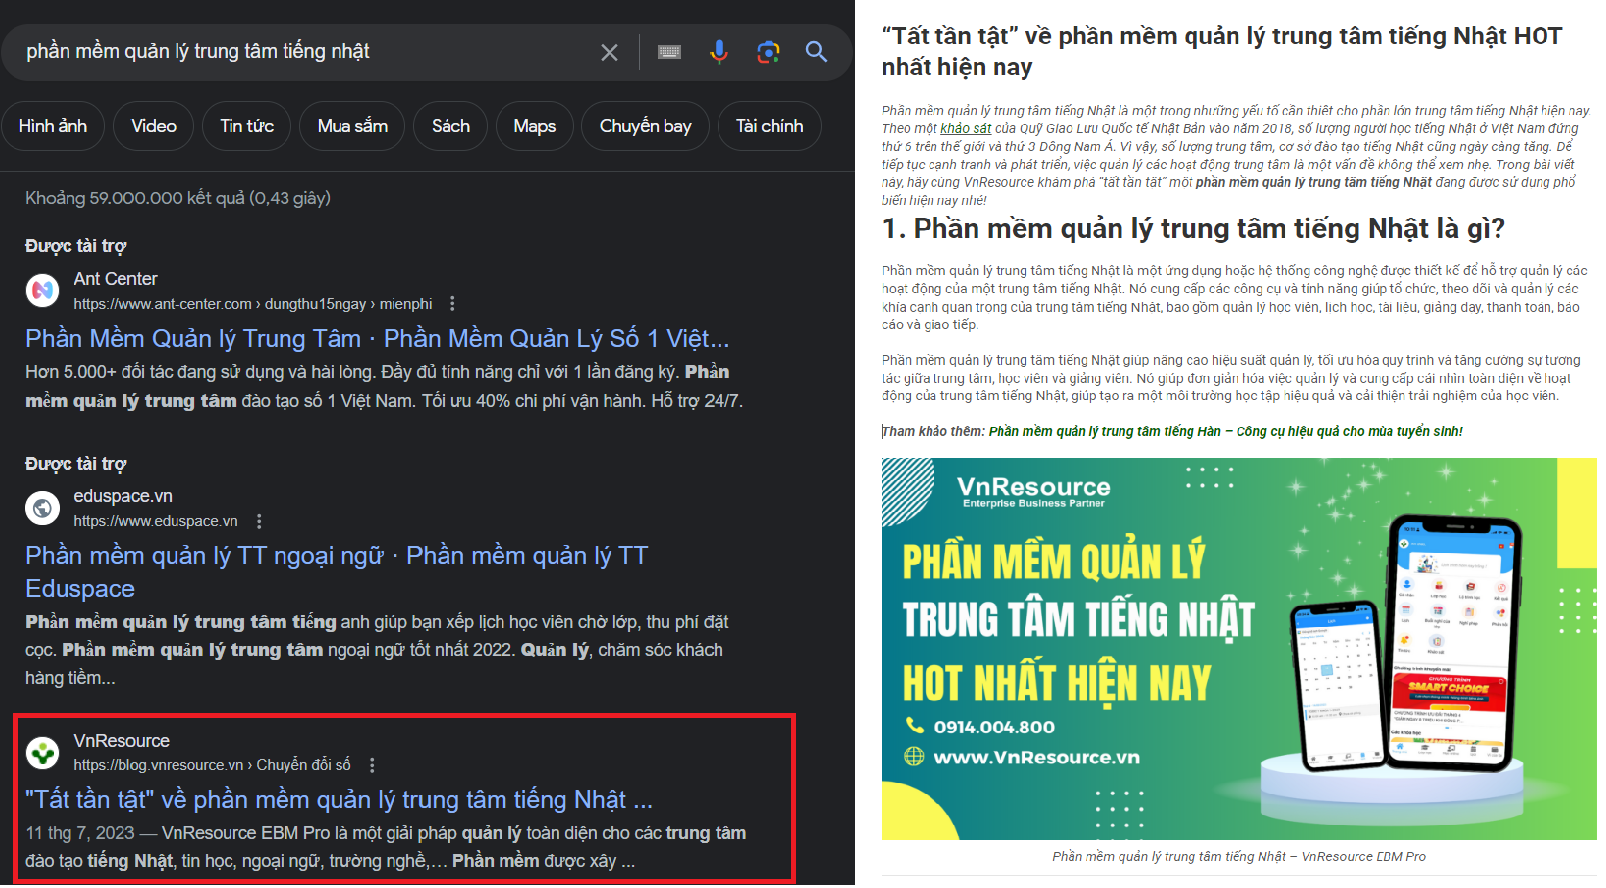 phần mềm quản lý trung tâm tiếng nhật
Hình ảnh
Video
Tin tức
Mua sắm
Sách
Maps
Chuyến bay
Tài chính
Khoảng 59.000.000 kết quả (0,43 giây)
Được tài trợ
Ant Center
https://www.ant-center.com › dungthu15ngay › mienphi
Phần Mềm Quản lý Trung Tâm · Phần Mềm Quản Lý Số 1 Việt...
Hơn 5.000+ đối tác đang sử dụng và hài lòng. Đầy đủ tính năng chỉ với 1 lần đăng ký. Phần
mềm quản lý trung tâm đào tạo số 1 Việt Nam. Tối ưu 40% chi phí vận hành. Hỗ trợ 24/7.
Được tài trợ
eduspace.vn
https://www.eduspace.vn
Phần mềm quản lý TT ngoại ngữ · Phần mềm quản lý TT
Eduspace
Phần mềm quản lý trung tâm tiếng anh giúp bạn xếp lịch học viên chờ lớp, thu phí đặt
cọc. Phần mềm quản lý trung tâm ngoại ngữ tốt nhất 2022. Quản lý, chăm sóc khách
hàng tiềm...
VnResource
https://blog.vnresource.vn › Chuyển đổi số
"Tất tần tật" về phần mềm quản lý trung tâm tiếng Nhật ...
11 thg 7, 2023 — VnResource EBM Pro là một giải pháp quản lý toàn diện cho các trung tâm
đào tạo tiếng Nhật, tin học, ngoại ngữ, trường nghề,… Phần mềm được xây ...
“Tất tần tật” về phần mềm quản lý trung tâm tiếng Nhật HOT
nhất hiện nay
Phần mềm quản lý trung tâm tiếng Nhật là một trong những yếu tố cần thiết cho phần lớn trung tâm tiếng Nhật hiện nay.
Theo một khảo sát của Quỹ Giao Lưu Quốc tế Nhật Bản vào năm 2018, số lượng người học tiếng Nhật ở Việt Nam đứng
thứ 6 trên thế giới và thứ 3 Đông Nam Á. Vì vậy, số lượng trung tâm, cơ sở đào tạo tiếng Nhật cũng ngày càng tăng. Để
tiếp tục cạnh tranh và phát triển, việc quản lý các hoạt động trung tâm là một vấn đề không thể xem nhẹ. Trong bài viết
này, hãy cùng VnResource khám phá “tất tần tật” một phần mềm quản lý trung tâm tiếng Nhật đang được sử dụng phổ
biến hiện nay nhé!
1. Phần mềm quản lý trung tâm tiếng Nhật là gì?
Phần mềm quản lý trung tâm tiếng Nhật là một ứng dụng hoặc hệ thống công nghệ được thiết kế để hỗ trợ quản lý các
hoạt động của một trung tâm tiếng Nhật. Nó cung cấp các công cụ và tính năng giúp tổ chức, theo dõi và quản lý các
khía cạnh quan trọng của trung tâm tiếng Nhật, bao gồm quản lý học viên, lịch học, tài liệu, giảng dạy, thanh toán, báo
cáo và giao tiếp.
Phần mềm quản lý trung tâm tiếng Nhật giúp nâng cao hiệu suất quản lý, tối ưu hóa quy trình và tăng cường sự tương
tác giữa trung tâm, học viên và giảng viên. Nó giúp đơn giản hóa việc quản lý và cung cấp cái nhìn toàn diện về hoạt
động của trung tâm tiếng Nhật, giúp tạo ra một môi trường học tập hiệu quả và cải thiện trải nghiệm của học viên.
Tham khảo thêm: Phần mềm quản lý trung tâm tiếng Hàn – Công cụ hiệu quả cho mùa tuyển sinh!
VnResource
Enterprise Business Partner
PHẦN MỀM QUẢN LÝ
TRUNG TÂM TIẾNG NHẬT
HOT NHẤT HIỆN NAY
0914.004.800
www.VnResource.vn
CHƯƠNG TRÌNH
SMART CHOICE
Phần mềm quản lý trung tâm tiếng Nhật – VnResource EBM Pro